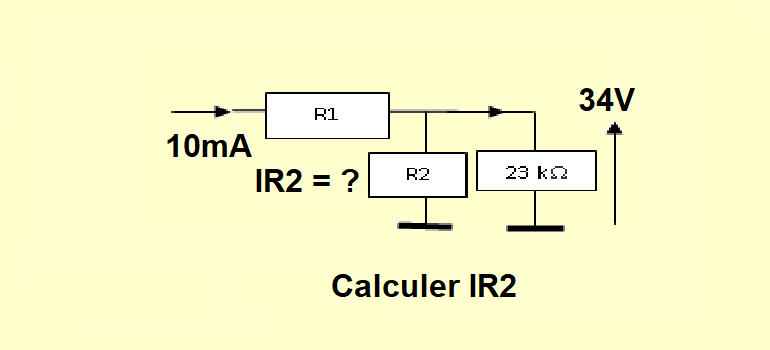 34V
R1
10mA
IR2 = ?
R2
23 kΩ
Calculer IR2